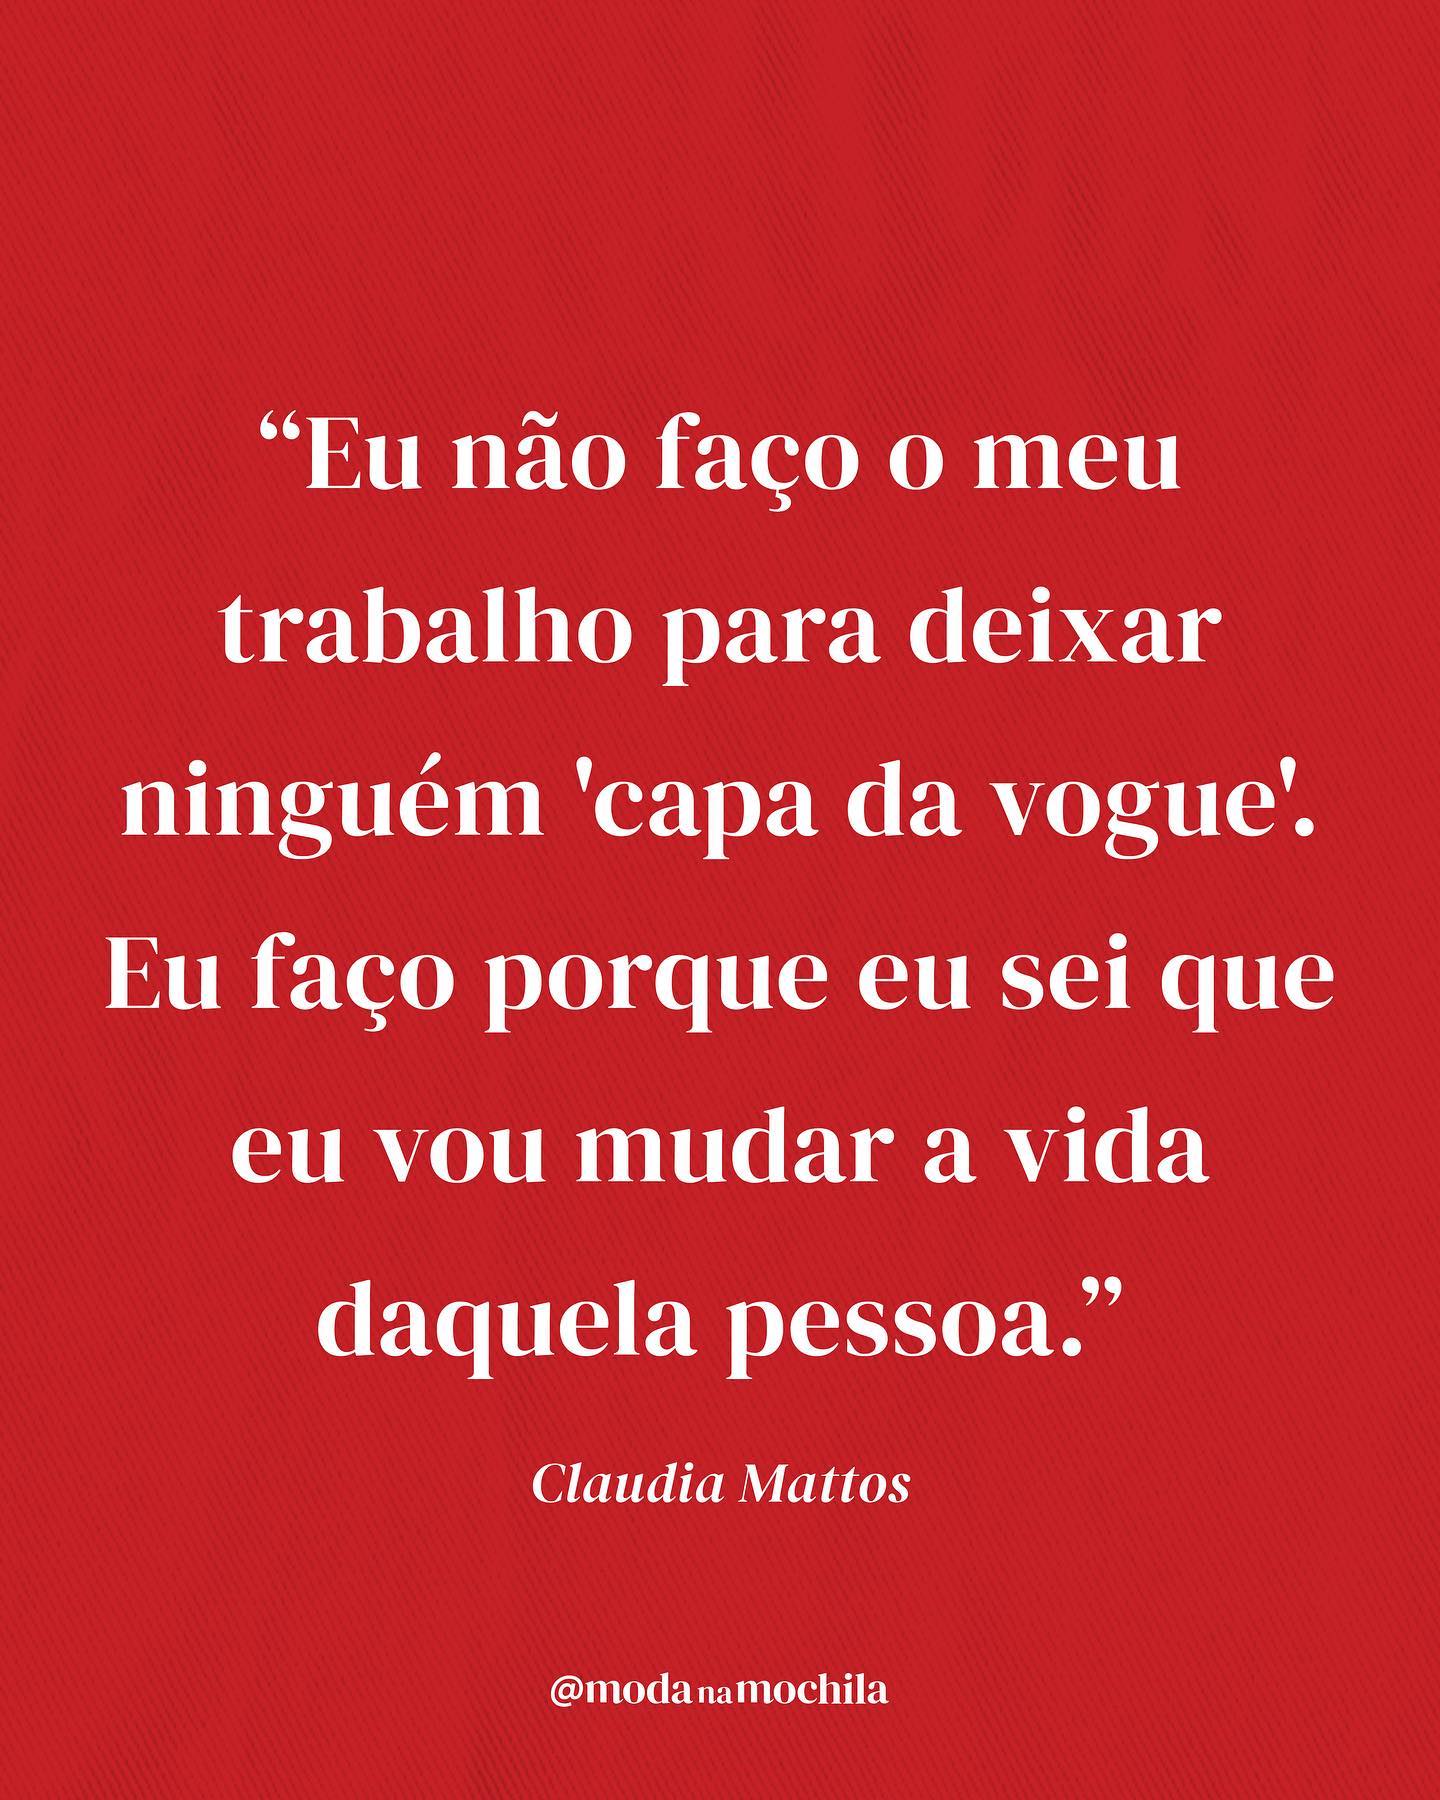 “Eu não faço o meu
trabalho para deixar
ninguém 'capa da vogue'.
Eu faço porque eu sei que
eu vou mudar a vida
daquela pessoa.”
Claudia Mattos
@modanamochila